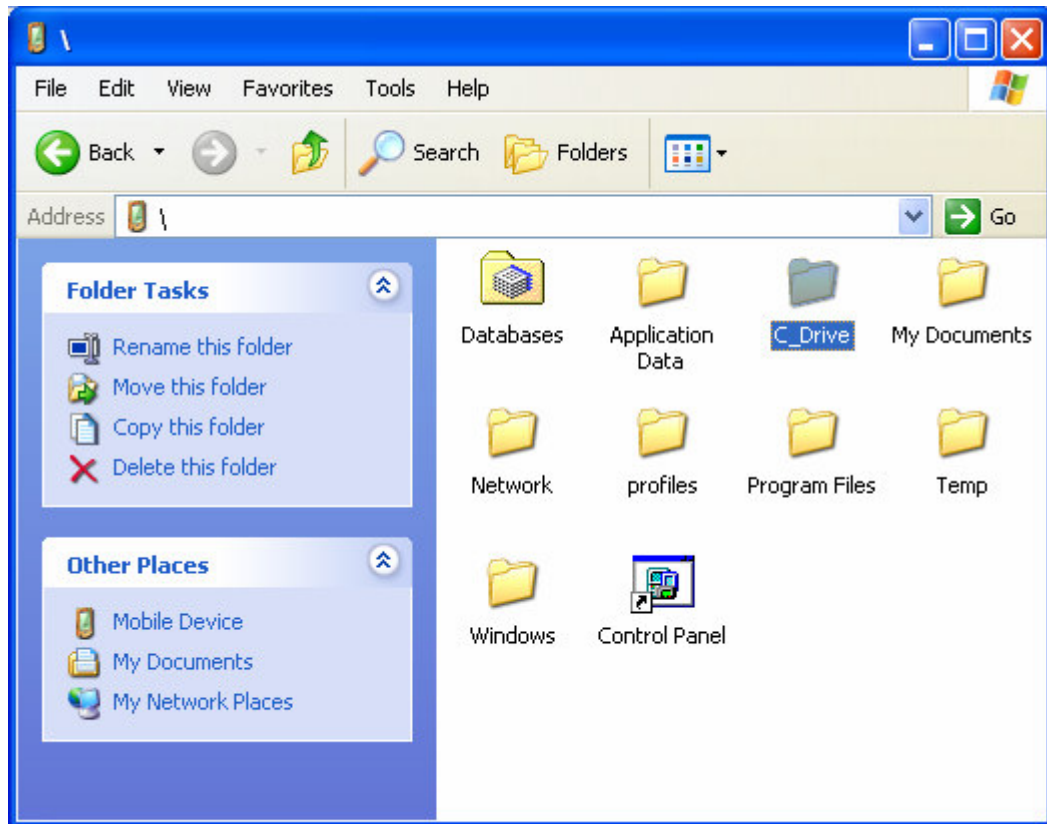 \
File Edit View Favorites Tools Help
Back Search Folders
Address \ Go
Folder Tasks
Rename this folder
Move this folder
Copy this folder
Delete this folder
Other Places
Mobile Device
My Documents
My Network Places
Databases Application Data C_Drive My Documents
Network profiles Program Files Temp
Windows Control Panel